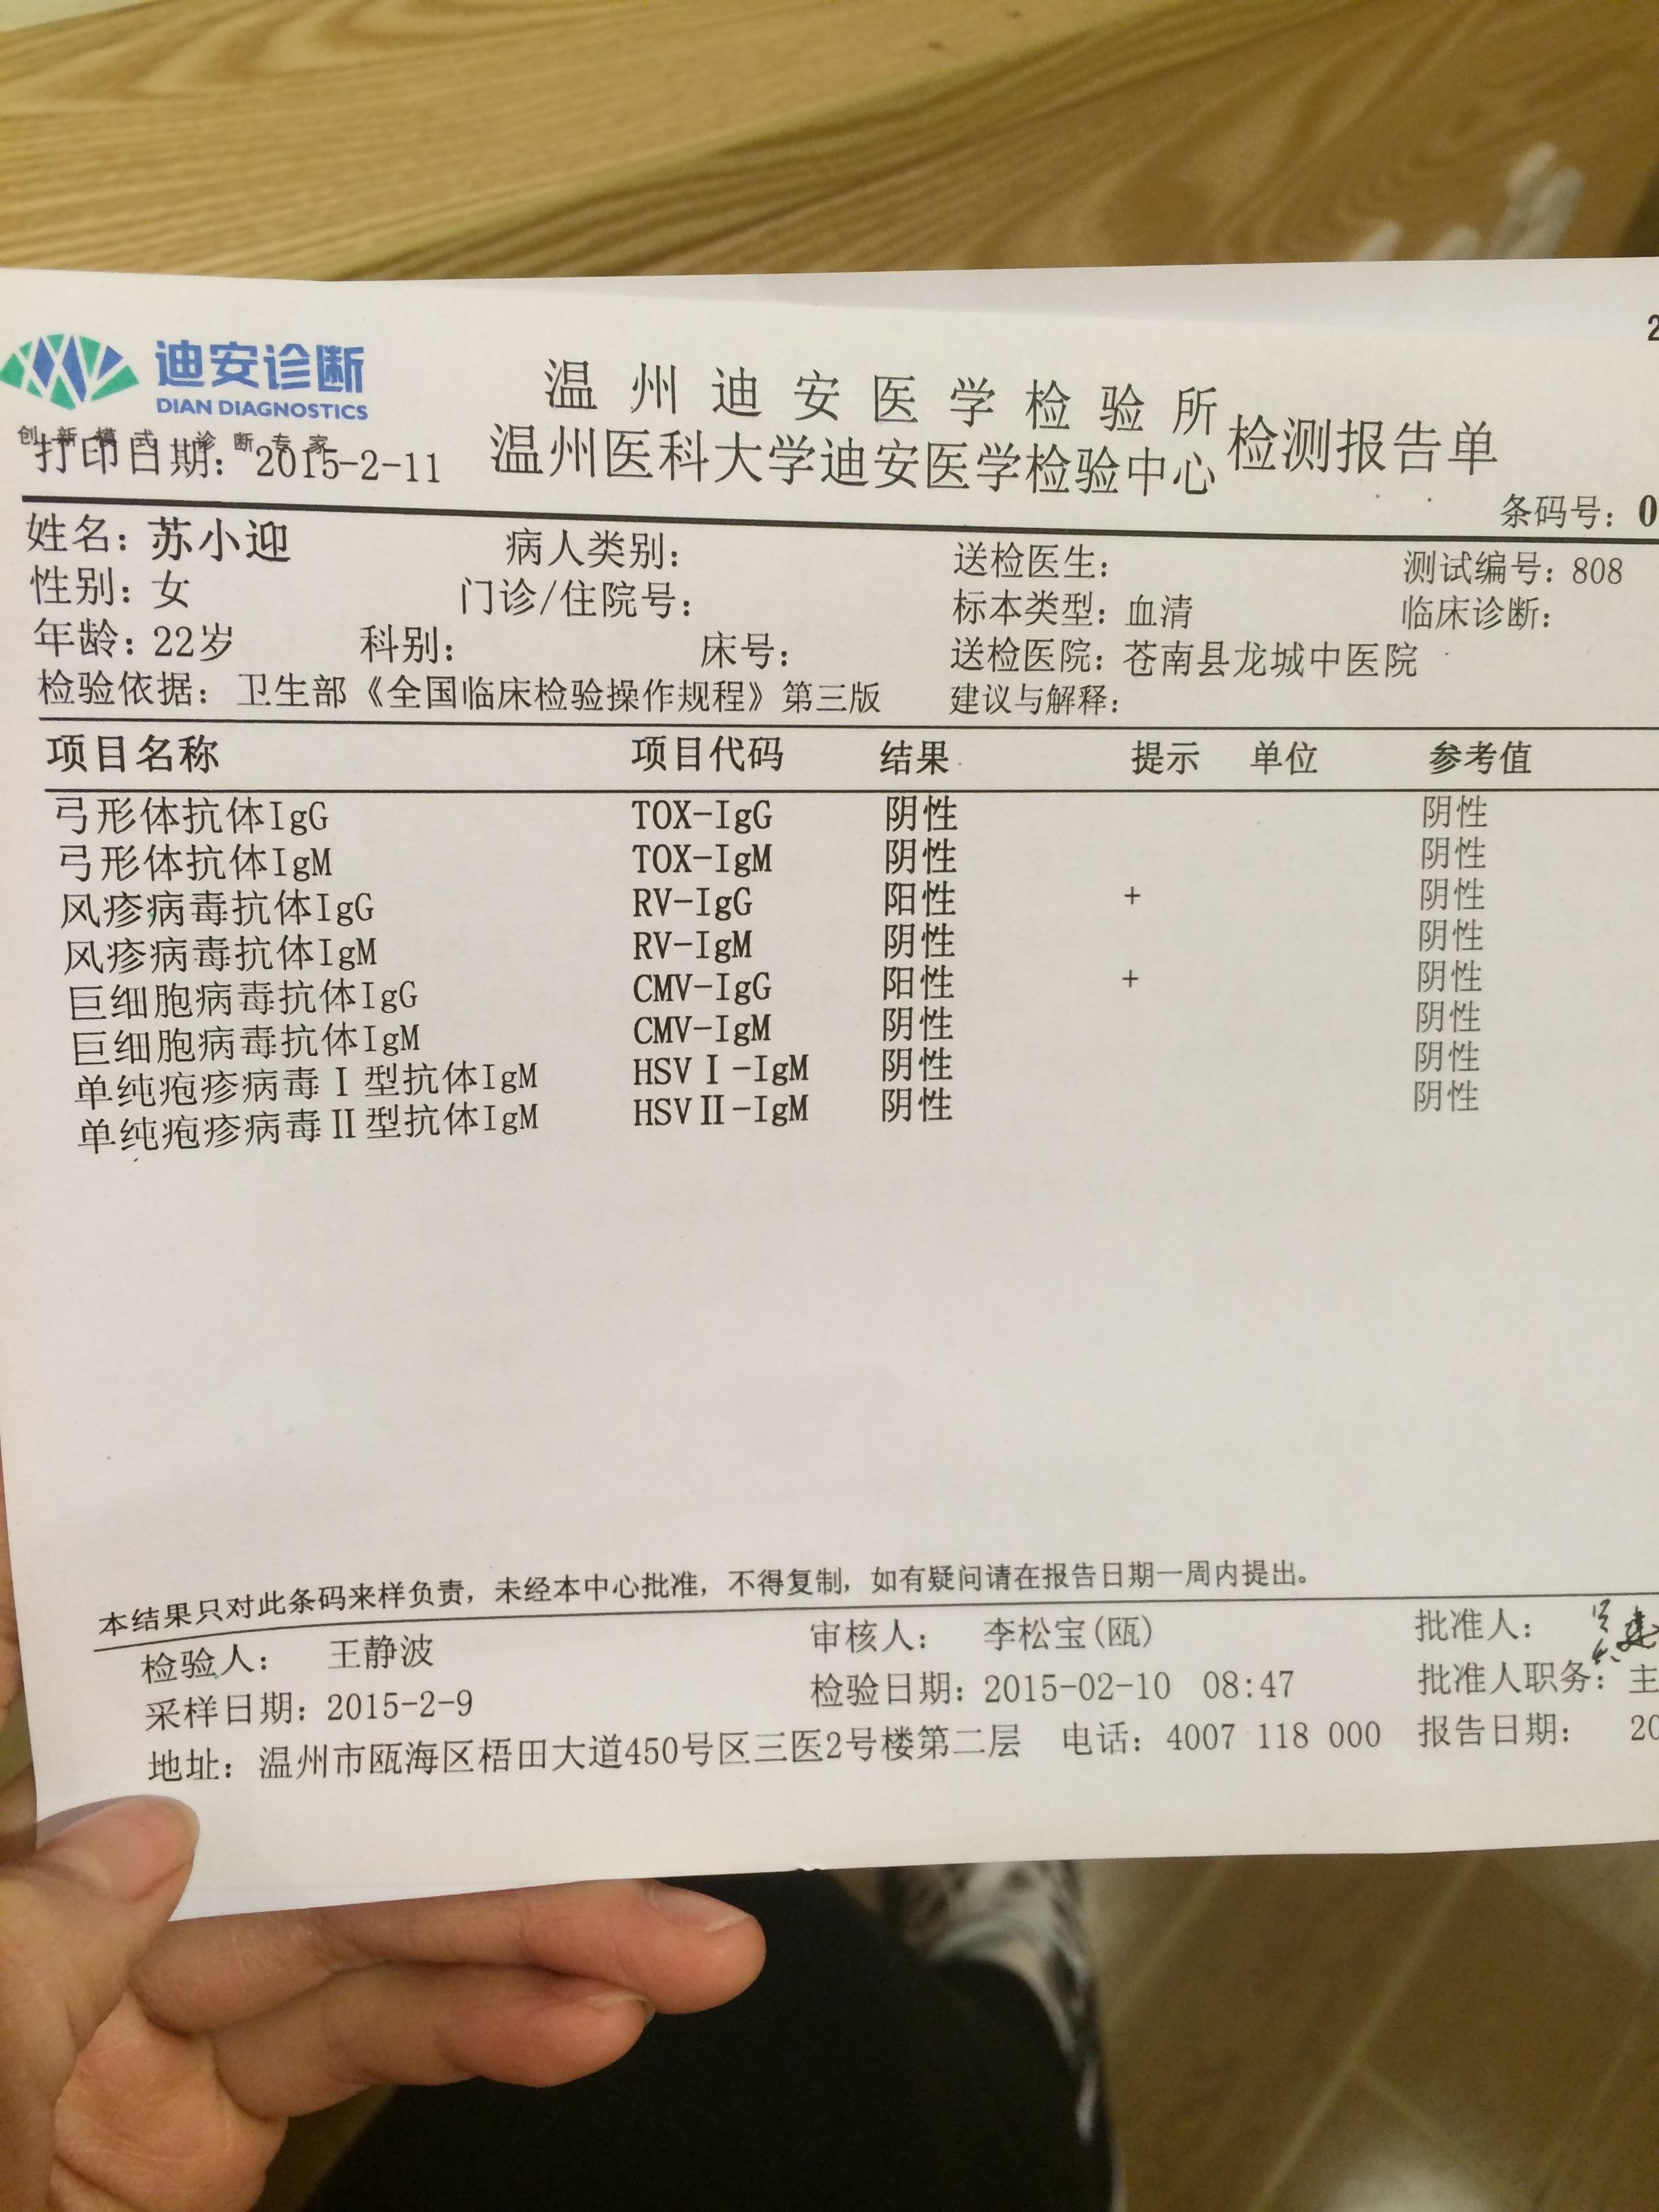 2
迪安诊断
DIAN DIAGNOSTICS
创新模式 诊断专家
打印日期：2015-2-11
温州迪安医学检验所
温州医科大学迪安医学检验中心
检测报告单
条码号：0
姓名：苏小迎 病人类别： 送检医生： 测试编号：808
性别：女 门诊/住院号： 标本类型：血清 临床诊断：
年龄：22岁 科别： 床号： 送检医院：苍南县龙城中医院
检验依据：卫生部《全国临床检验操作规程》第三版 建议与解释：
项目名称 项目代码 结果 提示 单位 参考值
弓形体抗体IgG TOX-IgG 阴性 阴性
弓形体抗体IgM TOX-IgM 阴性 阴性
风疹病毒抗体IgG RV-IgG 阳性 + 阴性
风疹病毒抗体IgM RV-IgM 阴性 阴性
巨细胞病毒抗体IgG CMV-IgG 阳性 + 阴性
巨细胞病毒抗体IgM CMV-IgM 阴性 阴性
单纯疱疹病毒Ⅰ型抗体IgM HSVⅠ-IgM 阴性 阴性
单纯疱疹病毒Ⅱ型抗体IgM HSVⅡ-IgM 阴性 阴性
本结果只对此条码来样负责，未经本中心批准，不得复制，如有疑问请在报告日期一周内提出。
检验人： 王静波 审核人： 李松宝(瓯) 批准人：
采样日期：2015-2-9 检验日期：2015-02-10 08:47 批准人职务：主
地址：温州市瓯海区梧田大道450号区三医2号楼第二层 电话：4007 118 000 报告日期： 20